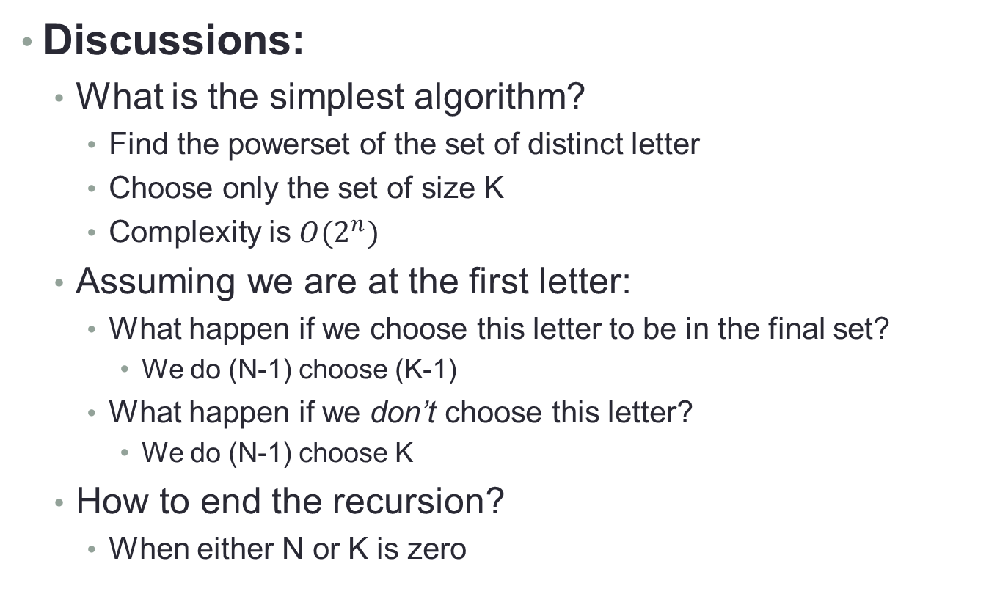 • Discussions:
• What is the simplest algorithm?
• Find the powerset of the set of distinct letter
• Choose only the set of size K
• Complexity is 𝑂(2ⁿ)
• Assuming we are at the first letter:
• What happen if we choose this letter to be in the final set?
• We do (N-1) choose (K-1)
• What happen if we don’t choose this letter?
• We do (N-1) choose K
• How to end the recursion?
• When either N or K is zero